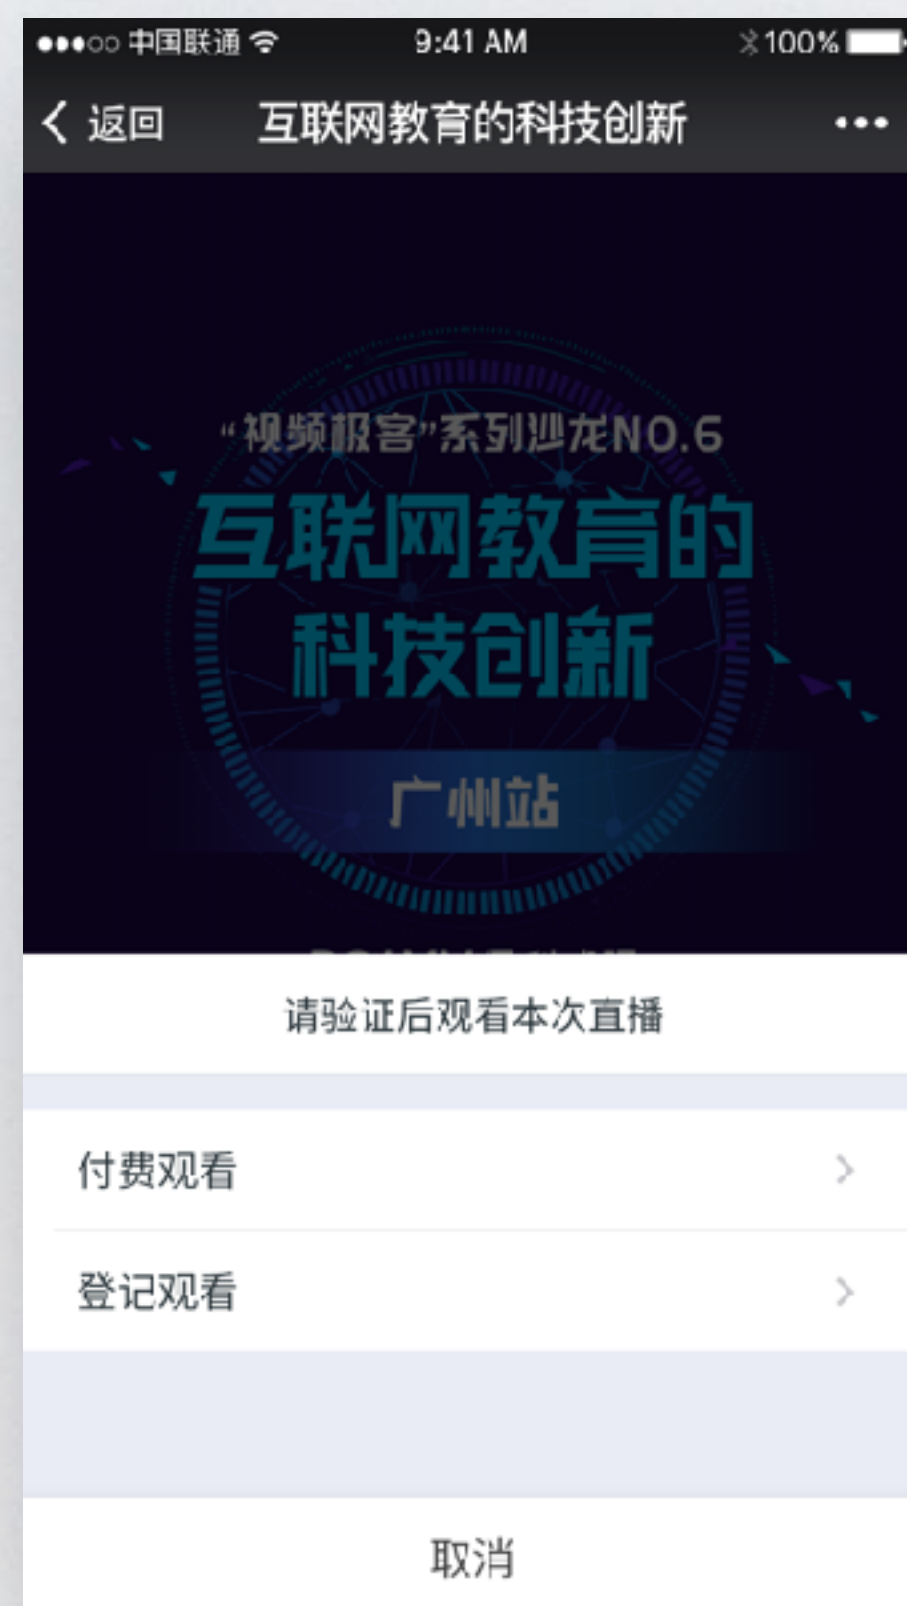 中国联通 9:41 AM 100%
返回 互联网教育的科技创新
“视频极客”系列沙龙NO.6
互联网教育的
科技创新
广州站
请验证后观看本次直播
付费观看
登记观看
取消